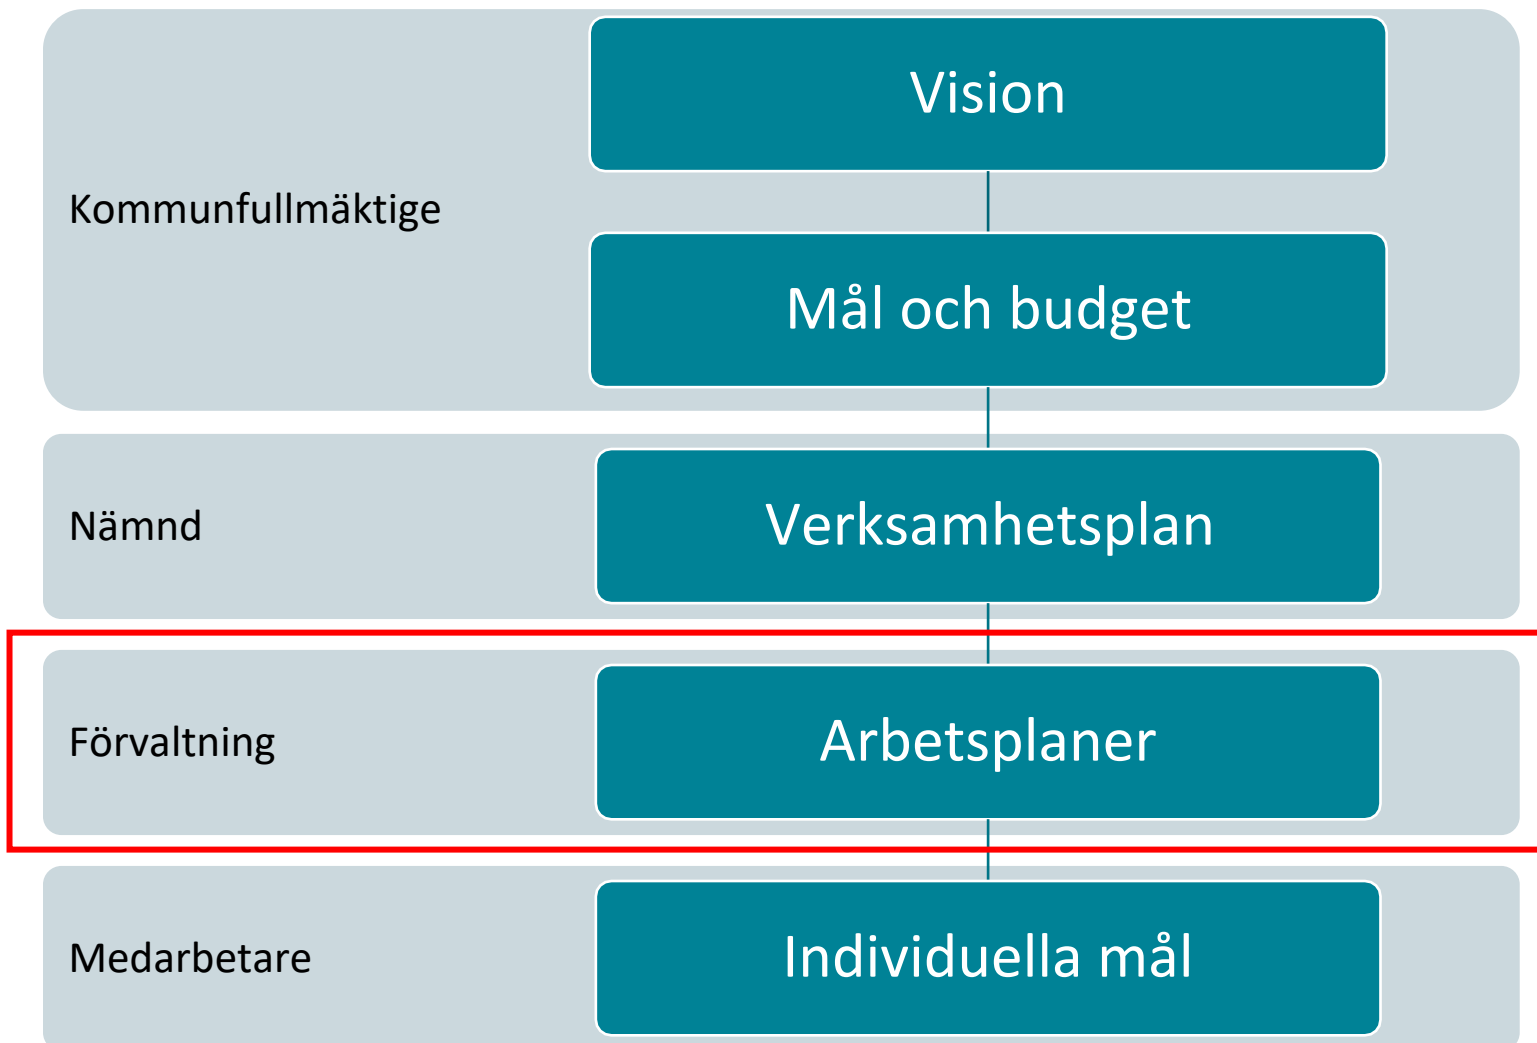 Vision
Kommunfullmäktige
Mål och budget
Nämnd
Verksamhetsplan
Förvaltning
Arbetsplaner
Medarbetare
Individuella mål